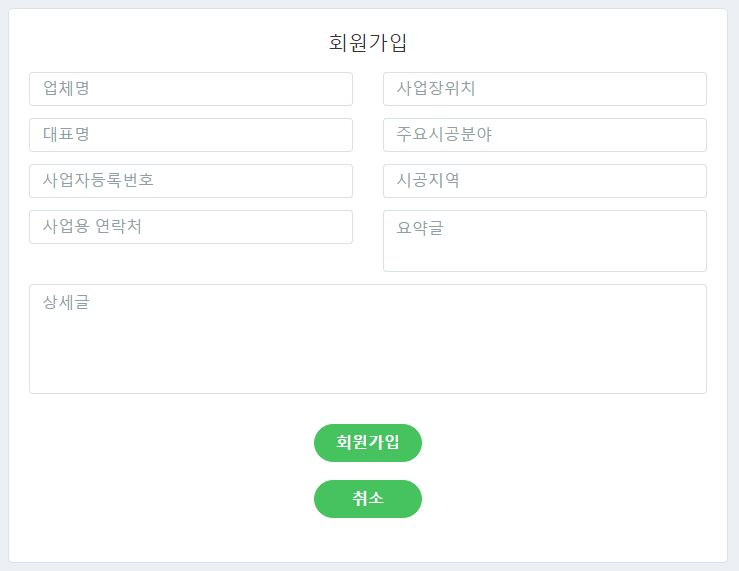 회원가입
업체명
사업장위치
대표명
주요시공분야
사업자등록번호
시공지역
사업용 연락처
요약글
상세글
회원가입
취소